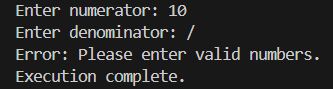 Enter numerator: 10
Enter denominator: /
Error: Please enter valid numbers.
Execution complete.